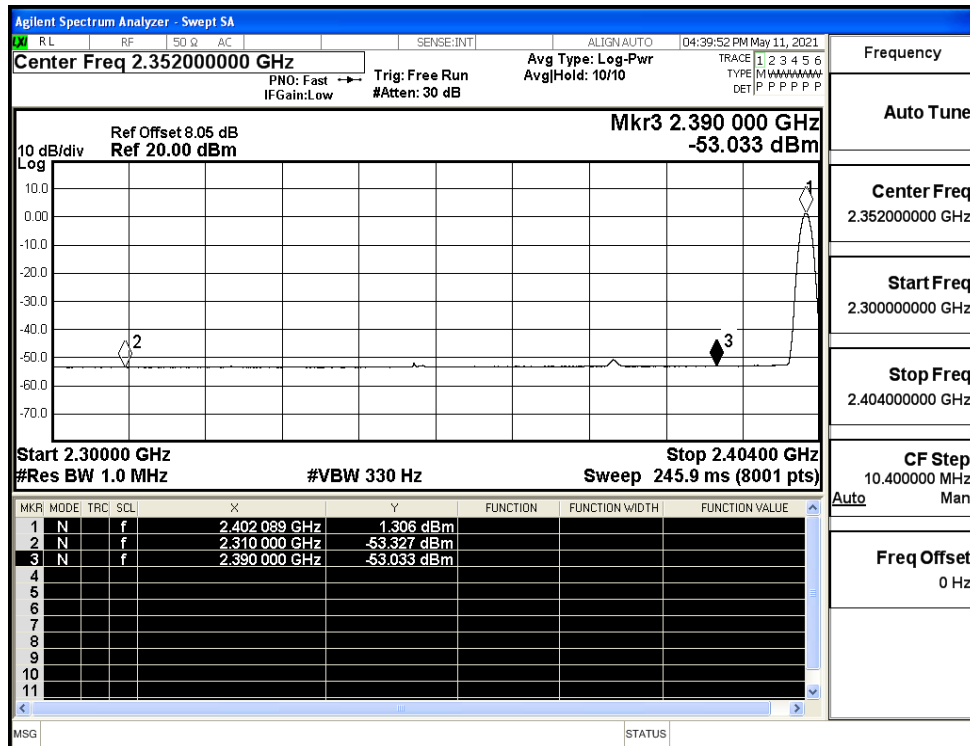 Agilent Spectrum Analyzer - Swept SA
LXI RL RF 50 Ω AC SENSE:INT ALIGN AUTO 04:39:52 PM May 11, 2021
Center Freq 2.352000000 GHz
PNO: Fast
IFGain:Low
Trig: Free Run
#Atten: 30 dB
Avg Type: Log-Pwr
Avg|Hold: 10/10
TRACE 1 2 3 4 5 6
TYPE M W W W W W
DET P P P P P P
Mkr3 2.390 000 GHz
-53.033 dBm
Ref Offset 8.05 dB
10 dB/div Ref 20.00 dBm
Log
10.0
0.00
-10.0
-20.0
-30.0
-40.0
-50.0
-60.0
-70.0
1
2
3
Start 2.30000 GHz Stop 2.40400 GHz
#Res BW 1.0 MHz #VBW 330 Hz Sweep 245.9 ms (8001 pts)
MKR MODE TRC SCL X Y FUNCTION FUNCTION WIDTH FUNCTION VALUE
1 N f 2.402 089 GHz 1.306 dBm
2 N f 2.310 000 GHz -53.327 dBm
3 N f 2.390 000 GHz -53.033 dBm
4
5
6
7
8
9
10
11
MSG STATUS
Frequency
Auto Tune
Center Freq
2.352000000 GHz
Start Freq
2.300000000 GHz
Stop Freq
2.404000000 GHz
CF Step
10.400000 MHz
Auto Man
Freq Offset
0 Hz